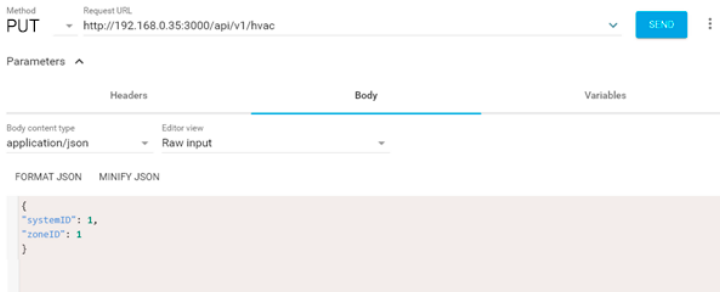 Method
Request URL
PUT
http://192.168.0.35:3000/api/v1/hvac
SEND
Parameters
Headers
Body
Variables
Body content type
Editor view
application/json
Raw input
FORMAT JSON
MINIFY JSON
{
"systemID": 1,
"zoneID": 1
}